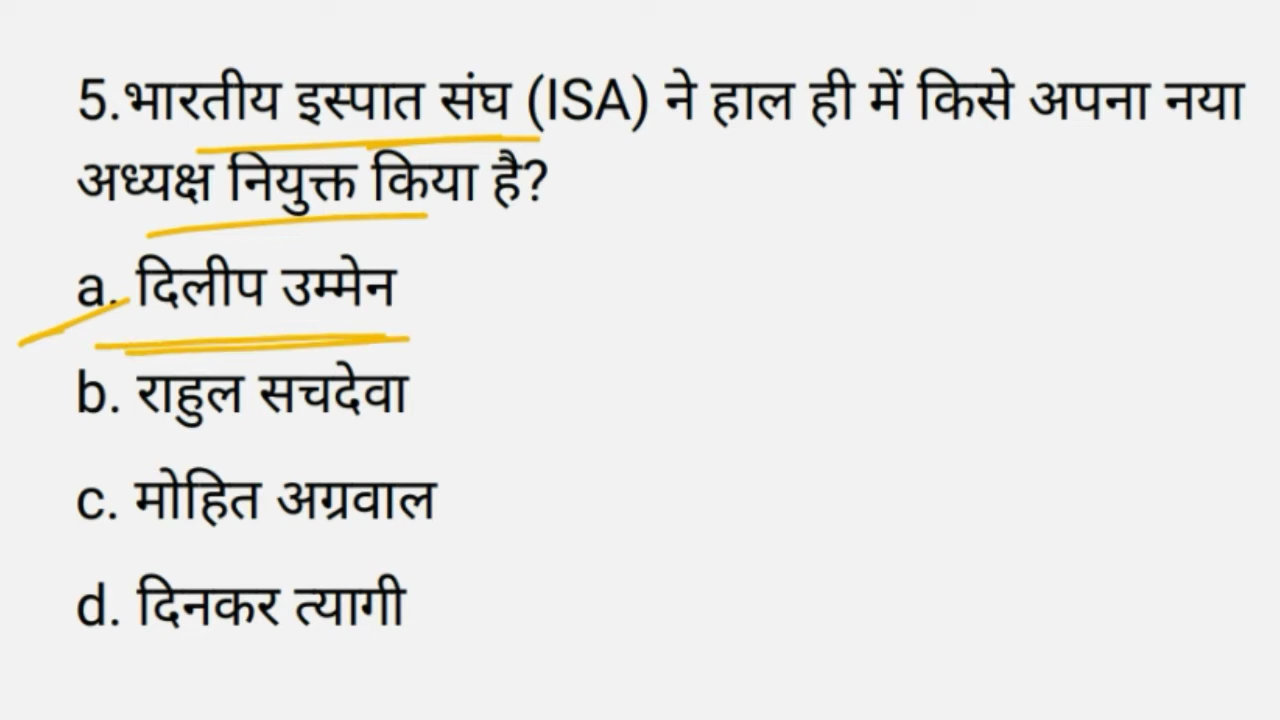 5.भारतीय इस्पात संघ (ISA) ने हाल ही में किसे अपना नया
अध्यक्ष नियुक्त किया है?
a. दिलीप उम्मेन
b. राहुल सचदेवा
c. मोहित अग्रवाल
d. दिनकर त्यागी